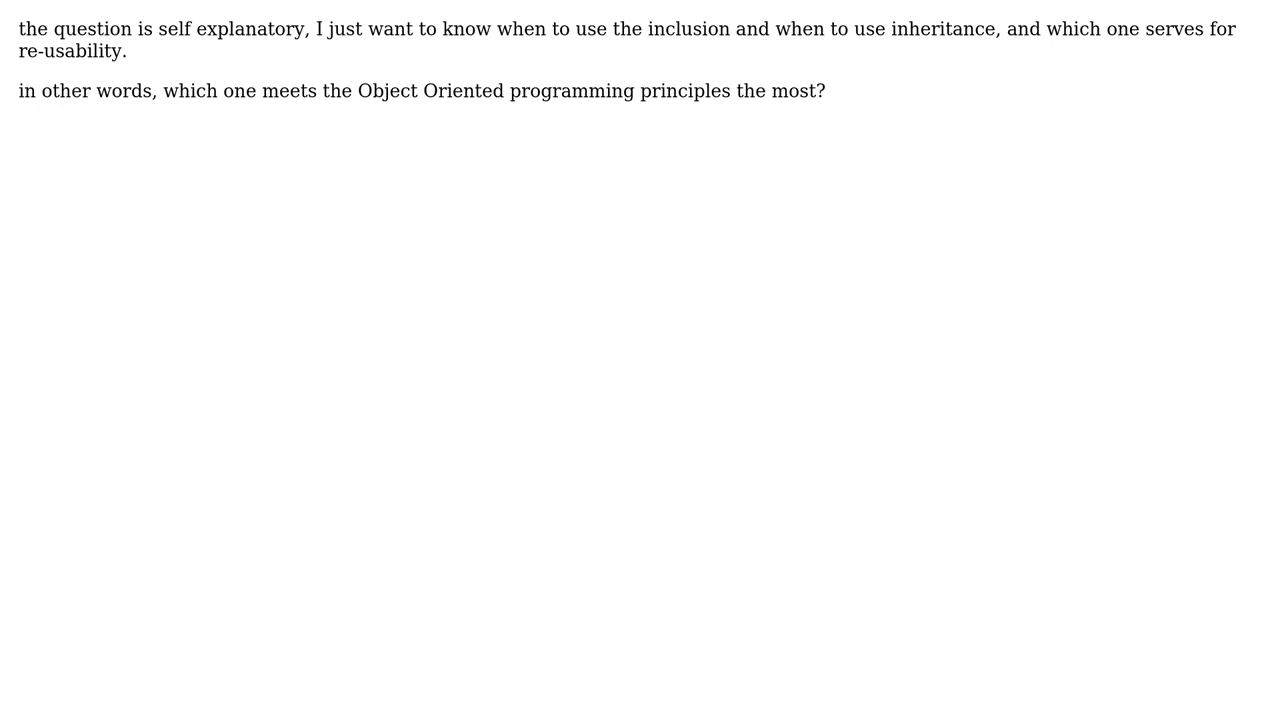 the question is self explanatory, I just want to know when to use the inclusion and when to use inheritance, and which one serves for
re-usability.
in other words, which one meets the Object Oriented programming principles the most?